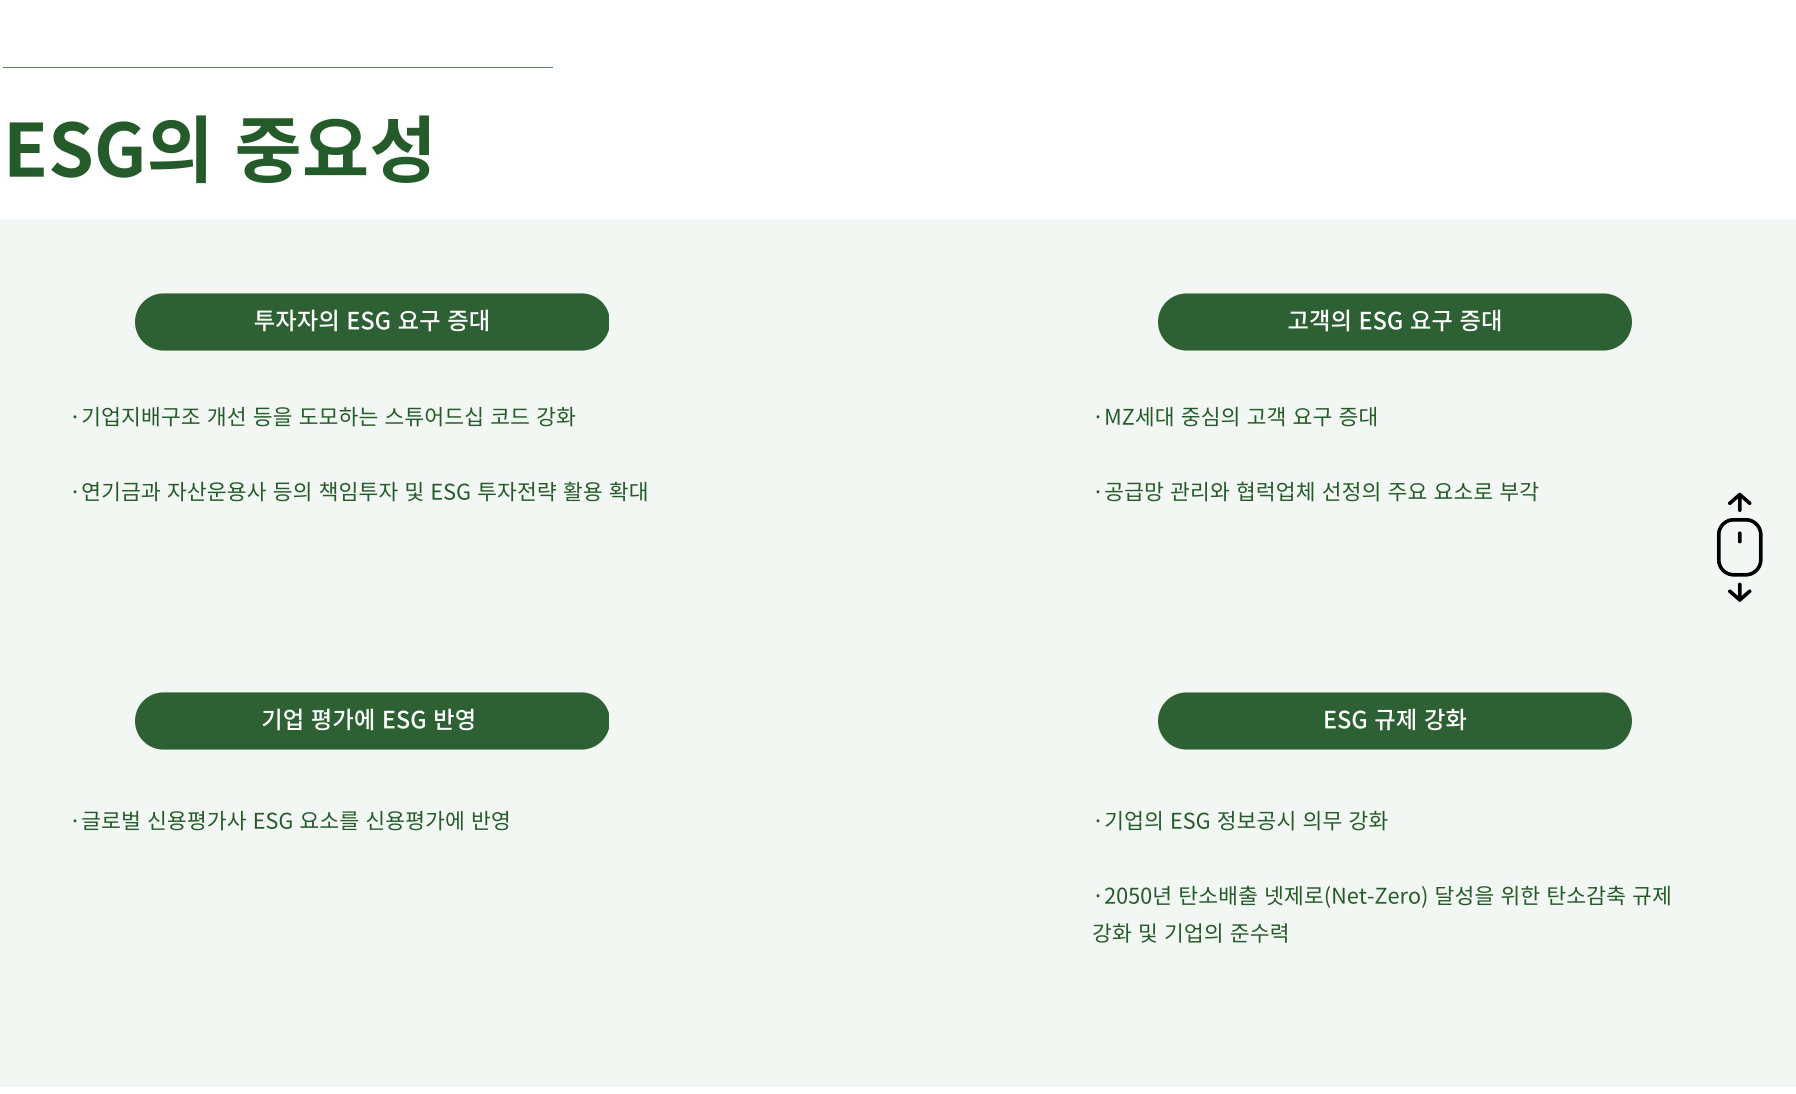 ESG의 중요성
투자자의 ESG 요구 증대
·기업지배구조 개선 등을 도모하는 스튜어드십 코드 강화
·연기금과 자산운용사 등의 책임투자 및 ESG 투자전략 활용 확대
고객의 ESG 요구 증대
·MZ세대 중심의 고객 요구 증대
·공급망 관리와 협력업체 선정의 주요 요소로 부각
기업 평가에 ESG 반영
·글로벌 신용평가사 ESG 요소를 신용평가에 반영
ESG 규제 강화
·기업의 ESG 정보공시 의무 강화
·2050년 탄소배출 넷제로(Net-Zero) 달성을 위한 탄소감축 규제
강화 및 기업의 준수력